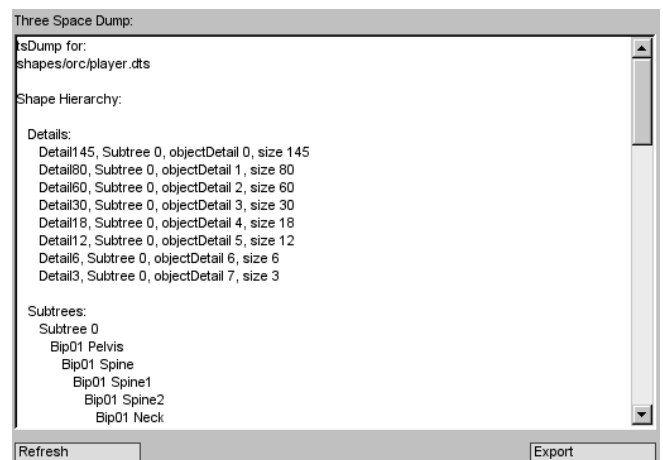 Three Space Dump:
tsDump for:
shapes/orc/player.dts
Shape Hierarchy:
Details:
Detail145, Subtree 0, objectDetail 0, size 145
Detail80, Subtree 0, objectDetail 1, size 80
Detail60, Subtree 0, objectDetail 2, size 60
Detail30, Subtree 0, objectDetail 3, size 30
Detail18, Subtree 0, objectDetail 4, size 18
Detail12, Subtree 0, objectDetail 5, size 12
Detail6, Subtree 0, objectDetail 6, size 6
Detail3, Subtree 0, objectDetail 7, size 3
Subtrees:
Subtree 0
Bip01 Pelvis
Bip01 Spine
Bip01 Spine1
Bip01 Spine2
Bip01 Neck
Refresh
Export